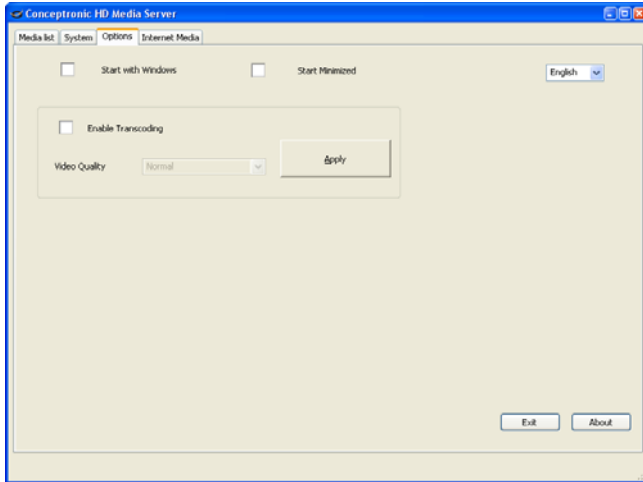 Conceptronic HD Media Server
Media list System Options Internet Media
Start with Windows Start Minimized English
Enable Transcoding
Video Quality Normal Apply
Exit About